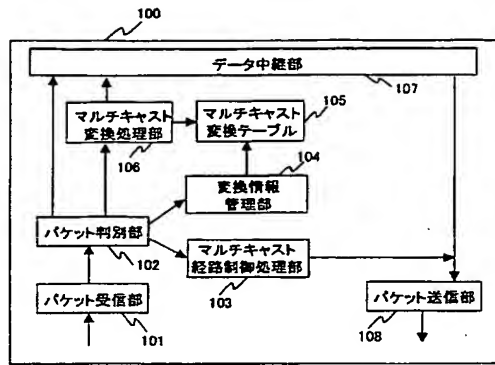 100
データ中継部
107
マルチキャスト
変換処理部
106
マルチキャスト
変換テーブル
105
104
変換情報
管理部
パケット判別部
102
マルチキャスト
経路制御処理部
103
パケット受信部
101
パケット送信部
108